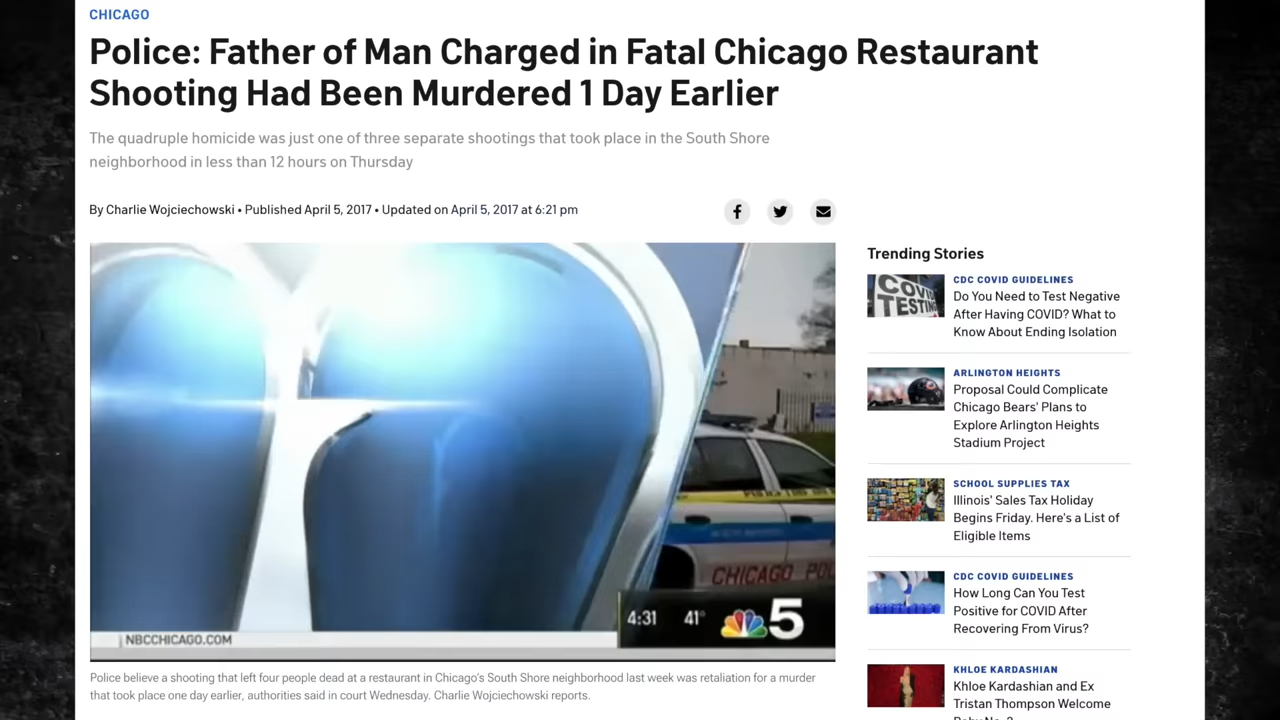 CHICAGO
Police: Father of Man Charged in Fatal Chicago Restaurant
Shooting Had Been Murdered 1 Day Earlier
The quadruple homicide was just one of three separate shootings that took place in the South Shore
neighborhood in less than 12 hours on Thursday
By Charlie Wojciechowski • Published April 5, 2017 • Updated on April 5, 2017 at 6:21 pm
CHICAGO
4:31 41° 5
NBCCHICAGO.COM
Police believe a shooting that left four people dead at a restaurant in Chicago's South Shore neighborhood last week was retaliation for a murder
that took place one day earlier, authorities said in court Wednesday. Charlie Wojciechowski reports.
Trending Stories
COVID
TESTING
CDC COVID GUIDELINES
Do You Need to Test Negative
After Having COVID? What to
Know About Ending Isolation
ARLINGTON HEIGHTS
Proposal Could Complicate
Chicago Bears' Plans to
Explore Arlington Heights
Stadium Project
SCHOOL SUPPLIES TAX
Illinois' Sales Tax Holiday
Begins Friday. Here's a List of
Eligible Items
CDC COVID GUIDELINES
How Long Can You Test
Positive for COVID After
Recovering From Virus?
KHLOE KARDASHIAN
Khloe Kardashian and Ex
Tristan Thompson Welcome